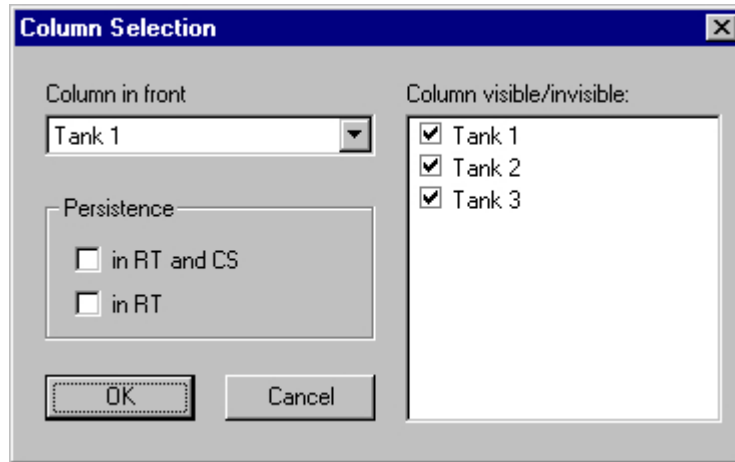 Column Selection
Column in front
Tank 1
Persistence
in RT and CS
in RT
OK
Cancel
Column visible/invisible:
Tank 1
Tank 2
Tank 3